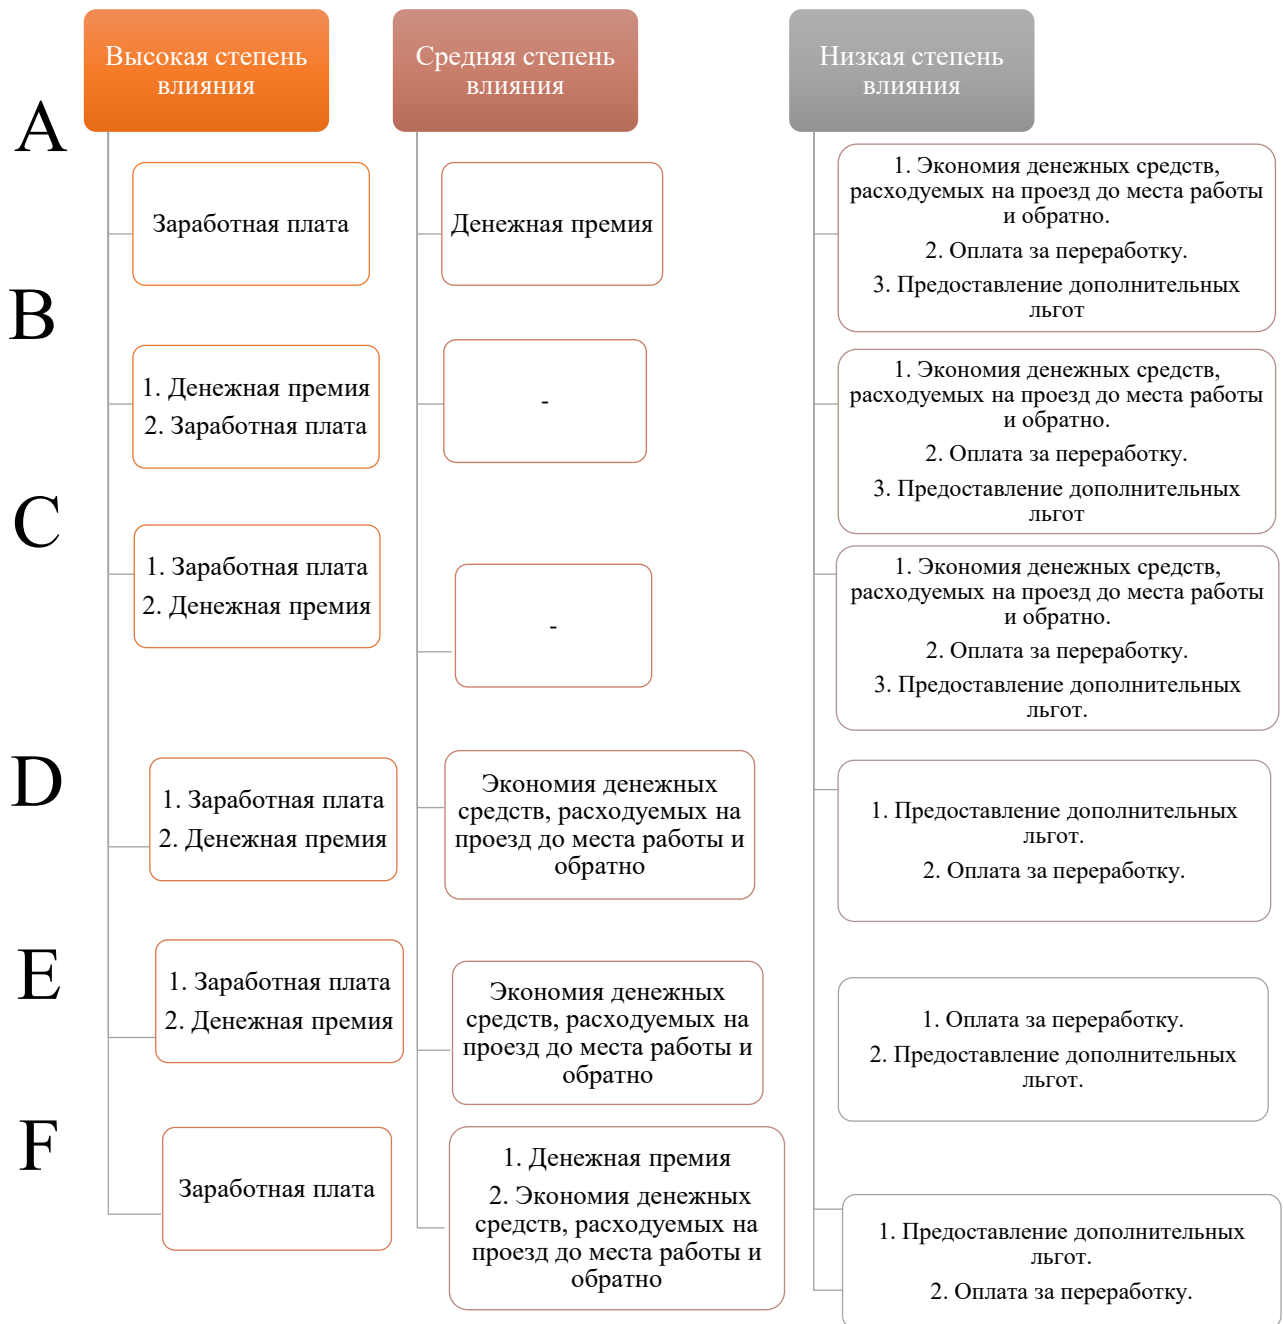 Высокая степень
влияния
Средняя степень
влияния
Низкая степень
влияния
A
Заработная плата
Денежная премия
1. Экономия денежных средств,
расходуемых на проезд до места работы
и обратно.
2. Оплата за переработку.
3. Предоставление дополнительных
льгот
B
1. Денежная премия
2. Заработная плата
-
1. Экономия денежных средств,
расходуемых на проезд до места работы
и обратно.
2. Оплата за переработку.
3. Предоставление дополнительных
льгот
C
1. Заработная плата
2. Денежная премия
-
1. Экономия денежных средств,
расходуемых на проезд до места работы
и обратно.
2. Оплата за переработку.
3. Предоставление дополнительных
льгот.
D
1. Заработная плата
2. Денежная премия
Экономия денежных
средств, расходуемых на
проезд до места работы и
обратно
1. Предоставление дополнительных
льгот.
2. Оплата за переработку.
E
1. Заработная плата
2. Денежная премия
Экономия денежных
средств, расходуемых на
проезд до места работы и
обратно
1. Оплата за переработку.
2. Предоставление дополнительных
льгот.
F
Заработная плата
1. Денежная премия
2. Экономия денежных
средств, расходуемых на
проезд до места работы и
обратно
1. Предоставление дополнительных
льгот.
2. Оплата за переработку.